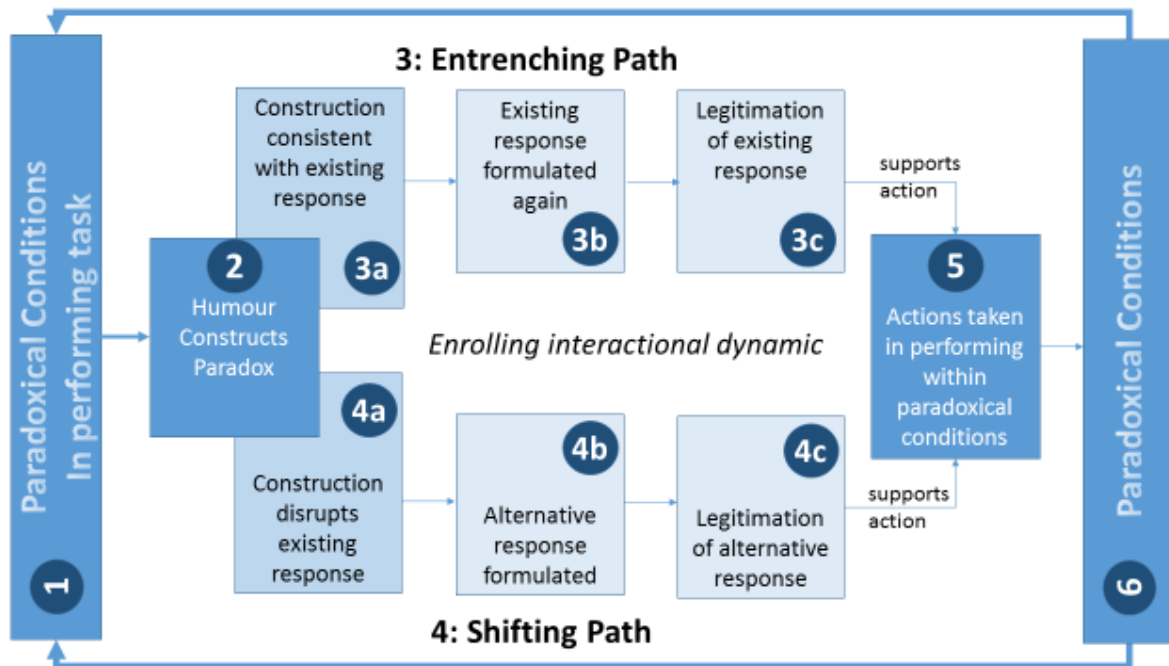 Paradoxical Conditions
In performing task
1
3: Entrenching Path
Construction
consistent
with existing
response
3a
Existing
response
formulated
again
3b
Legitimation
of existing
response
3c
supports
action
2
Humour
Constructs
Paradox
Enrolling interactional dynamic
4a
Construction
disrupts
existing
response
4b
Alternative
response
formulated
4c
Legitimation
of alternative
response
supports
action
4: Shifting Path
5
Actions taken
in performing
within
paradoxical
conditions
Paradoxical Conditions
6